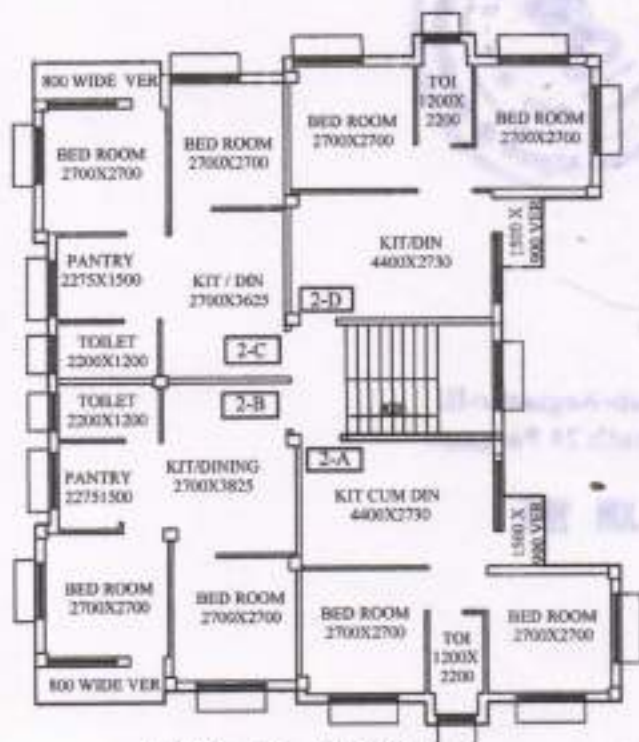 800 WIDE VER
BED ROOM
2700X2700
BED ROOM
2700X2700
BED ROOM
2700X2700
TOI
1200X
2200
BED ROOM
2700X2700
PANTRY
2275X1500
KIT / DIN
2700X3625
KIT/DIN
4400X2730
1500 X
900 VER
2-D
TOILET
2200X1200
2-C
TOILET
2200X1200
2-B
PANTRY
22751500
KIT/DINING
2700X3825
2-A
KIT CUM DIN
4400X2730
1500 X
900 VER
BED ROOM
2700X2700
BED ROOM
2700X2700
BED ROOM
2700X2700
TOI
1200X
2200
BED ROOM
2700X2700
800 WIDE VER